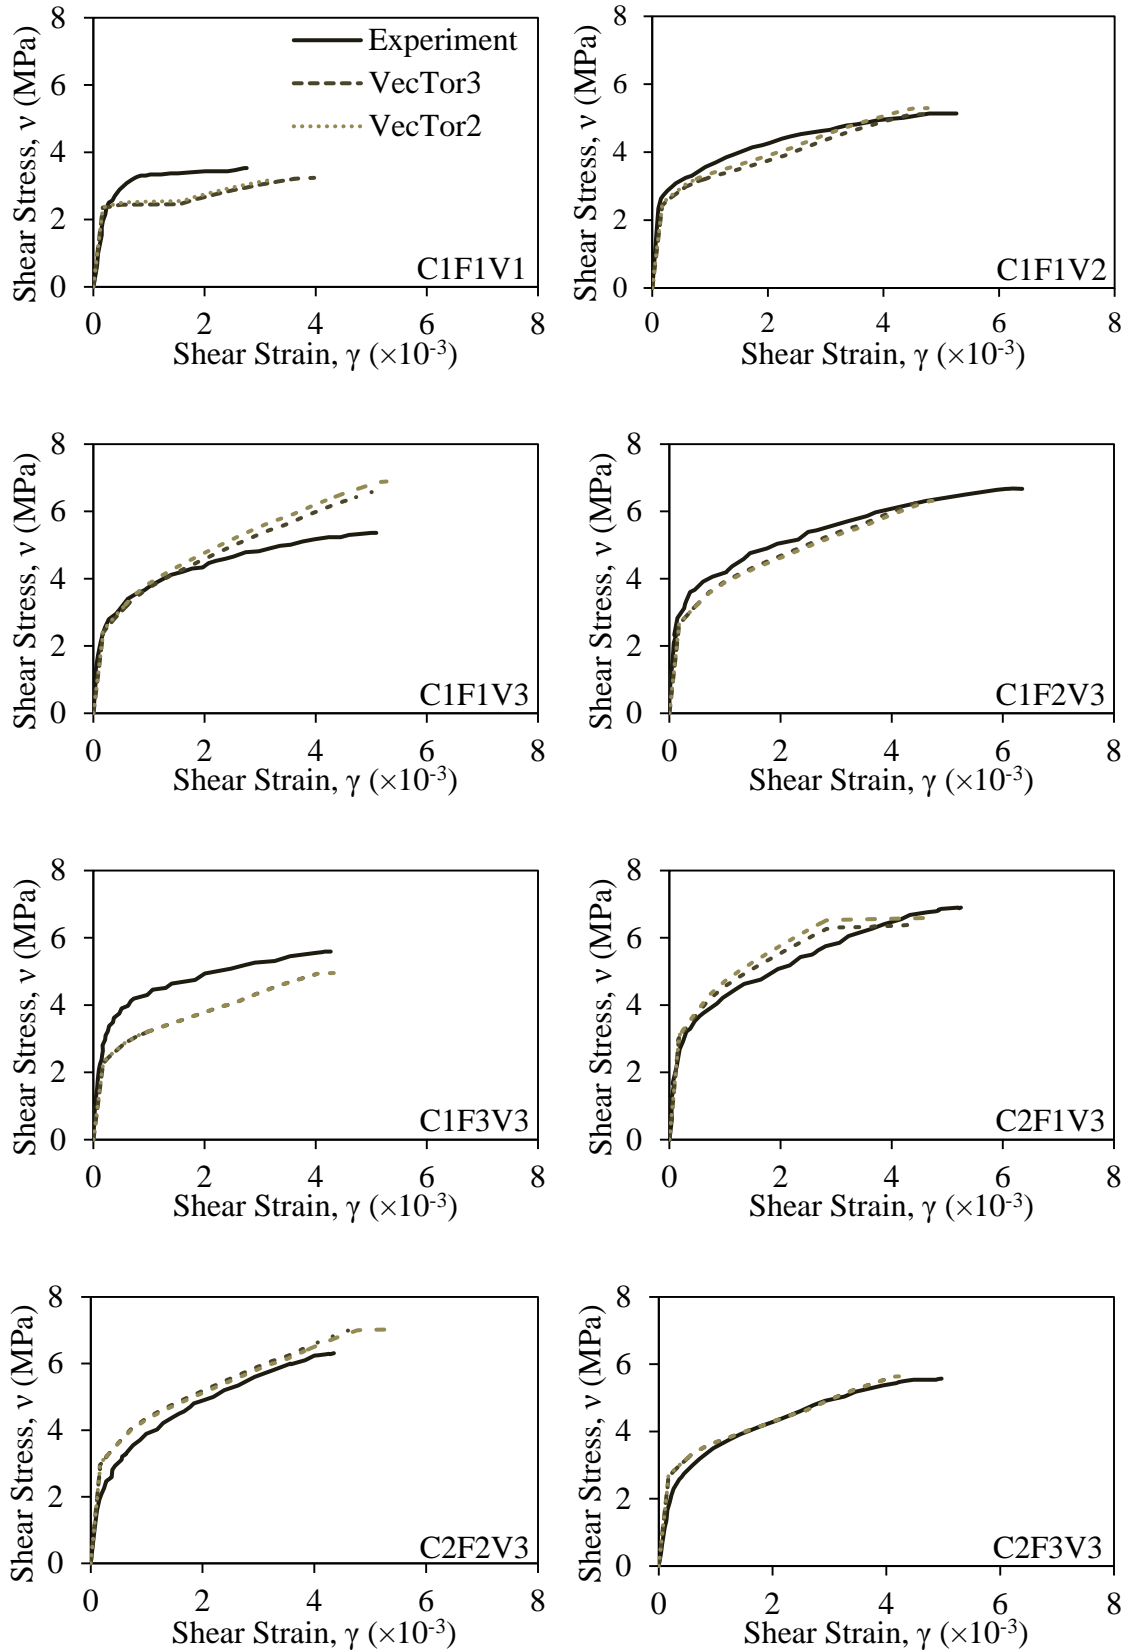 8
6
4
2
0
Shear Stress, ν (MPa)
Experiment
VecTor3
VecTor2
C1F1V1
0 2 4 6 8
Shear Strain, γ (×10-3)
8
6
4
2
0
Shear Stress, ν (MPa)
C1F1V2
0 2 4 6 8
Shear Strain, γ (×10-3)
8
6
4
2
0
Shear Stress, ν (MPa)
C1F1V3
0 2 4 6 8
Shear Strain, γ (×10-3)
8
6
4
2
0
Shear Stress, ν (MPa)
C1F2V3
0 2 4 6 8
Shear Strain, γ (×10-3)
8
6
4
2
0
Shear Stress, ν (MPa)
C1F3V3
0 2 4 6 8
Shear Strain, γ (×10-3)
8
6
4
2
0
Shear Stress, ν (MPa)
C2F1V3
0 2 4 6 8
Shear Strain, γ (×10-3)
8
6
4
2
0
Shear Stress, ν (MPa)
C2F2V3
0 2 4 6 8
Shear Strain, γ (×10-3)
8
6
4
2
0
Shear Stress, ν (MPa)
C2F3V3
0 2 4 6 8
Shear Strain, γ (×10-3)